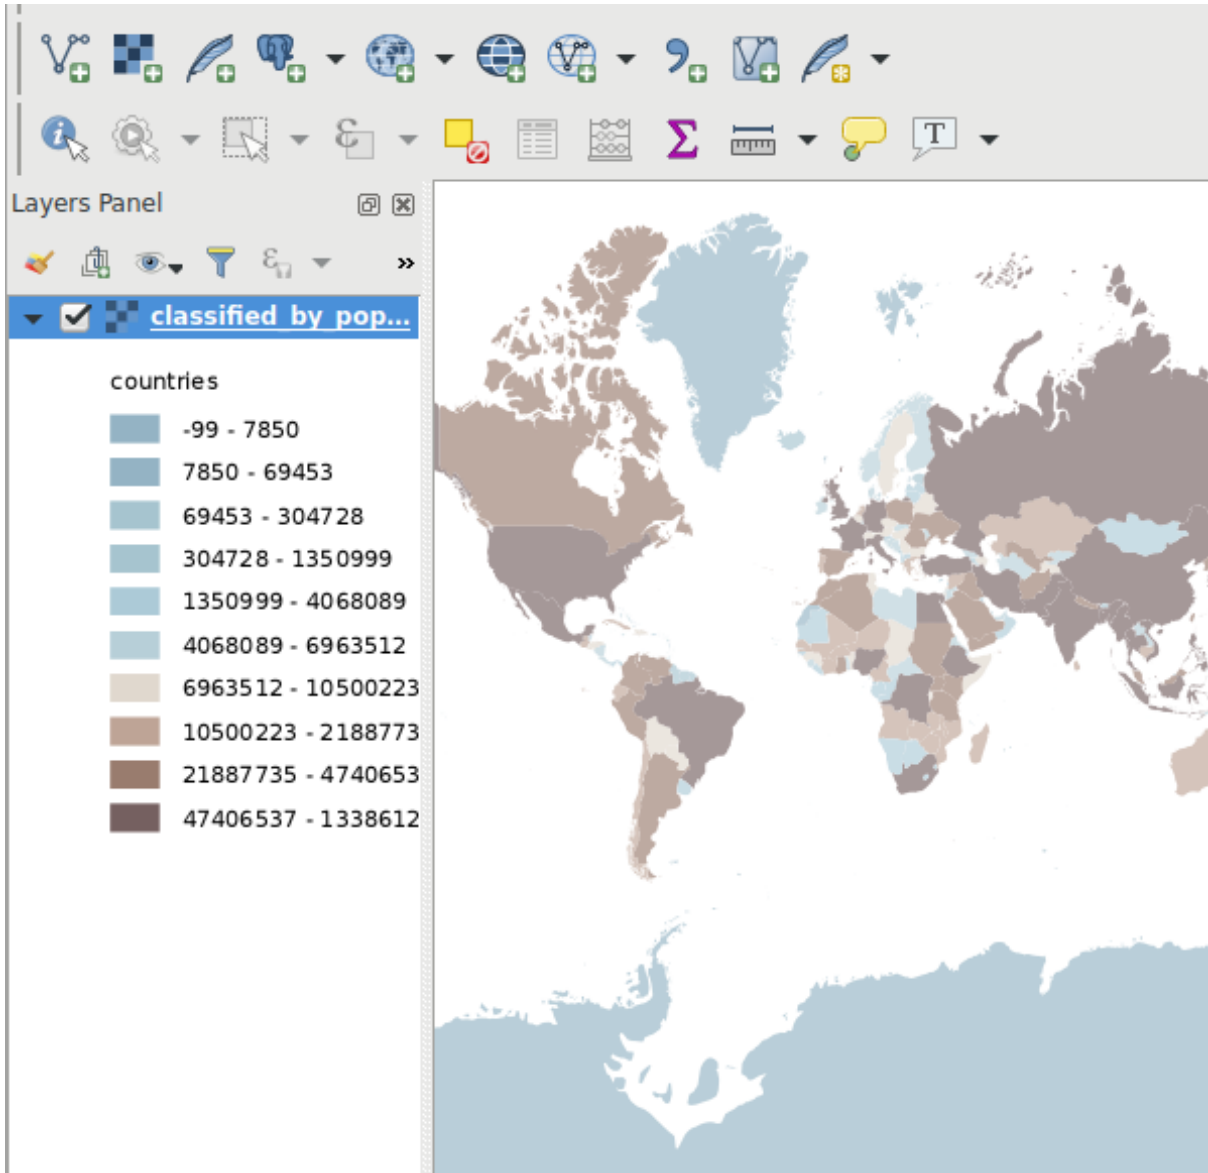 T
Layers Panel
classified_by_pop...
countries
-99 - 7850
7850 - 69453
69453 - 304728
304728 - 1350999
1350999 - 4068089
4068089 - 6963512
6963512 - 10500223
10500223 - 2188773
21887735 - 4740653
47406537 - 1338612